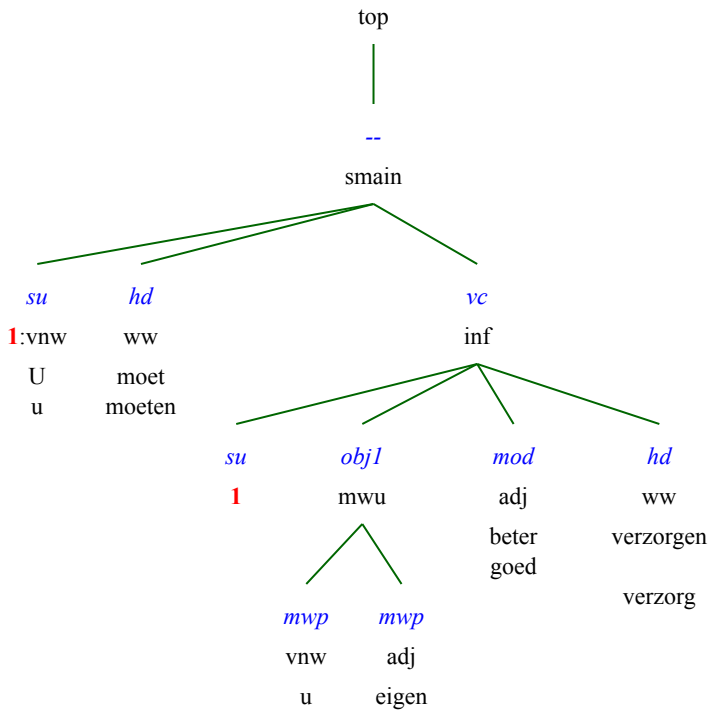 top
--
smain
su hd vc
1:vnw ww inf
U moet
u moeten
su obj1 mod hd
1 mwu adj ww
beter verzorgen
goed
verzorg
mwp mwp
vnw adj
u eigen